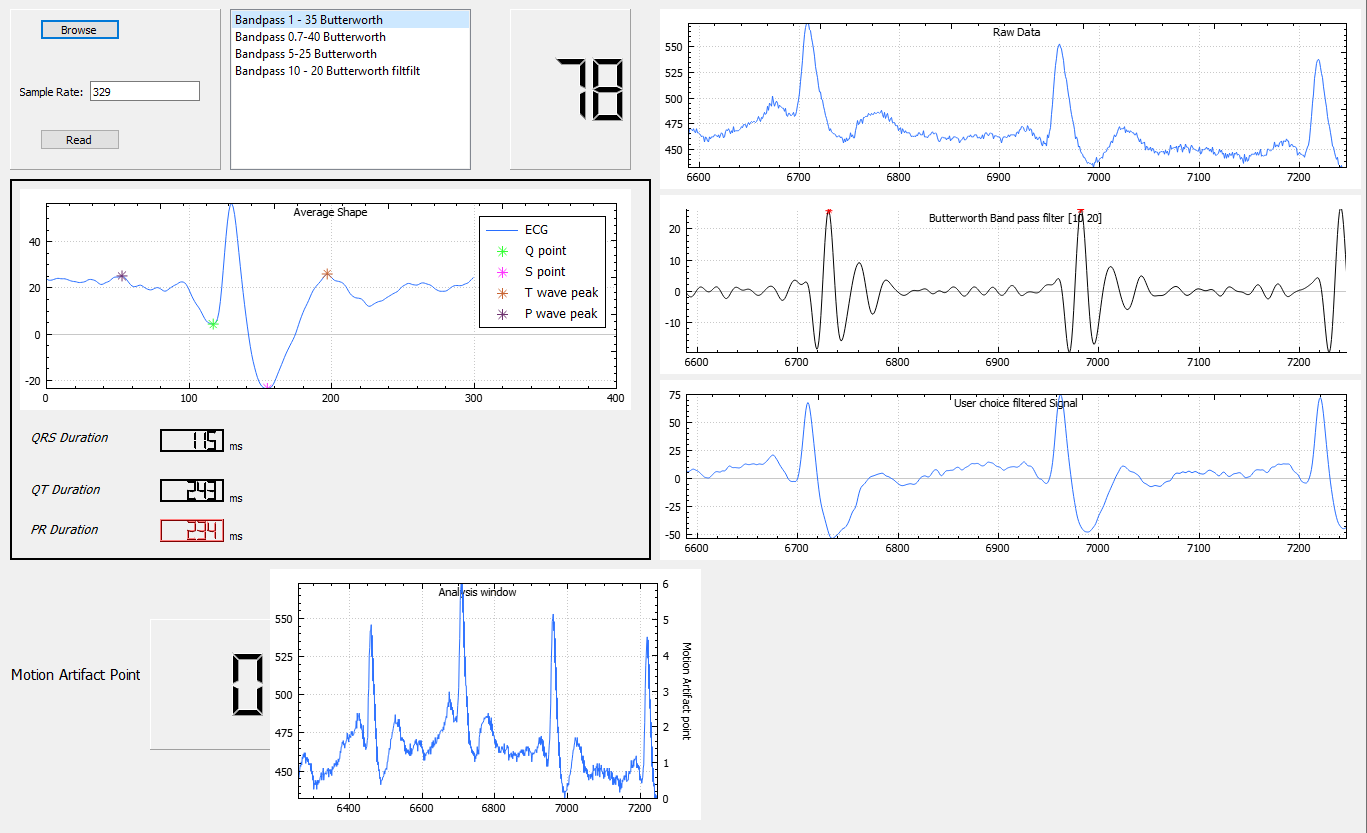 Browse
Sample Rate: 329
Read
Bandpass 1 - 35 Butterworth
Bandpass 0.7-40 Butterworth
Bandpass 5-25 Butterworth
Bandpass 10 - 20 Butterworth filtfilt
78
Raw Data
550
525
500
475
450
6600 6700 6800 6900 7000 7100 7200
Average Shape
40
20
0
-20
0 100 200 300 400
ECG
Q point
S point
T wave peak
P wave peak
Butterworth Band pass filter [10 20]
20
10
0
-10
6600 6700 6800 6900 7000 7100 7200
User choice filtered Signal
75
50
25
0
-25
-50
6600 6700 6800 6900 7000 7100 7200
QRS Duration 115 ms
QT Duration 243 ms
PR Duration 234 ms
Motion Artifact Point 0
Analysis window
550
525
500
475
450
6400 6600 6800 7000 7200
6
5
4
3
2
1
0
Motion Artifact point